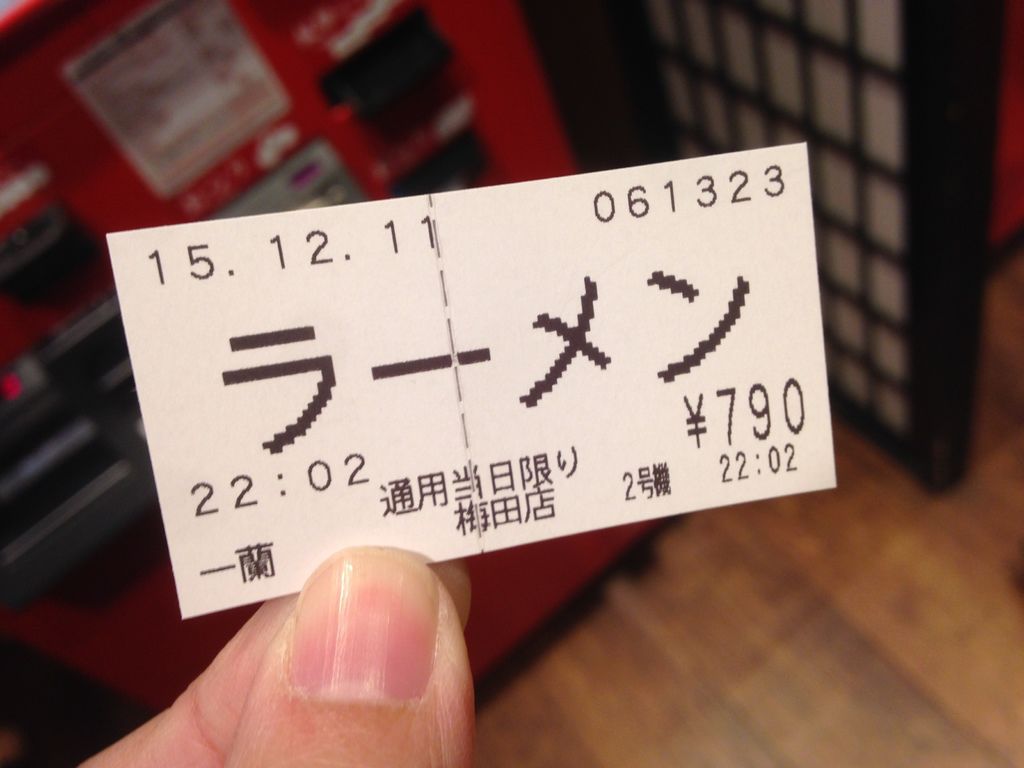 15.12.11 061323
ラーメン
¥790
22:02 通用当日限り 2号機 22:02
一蘭 梅田店